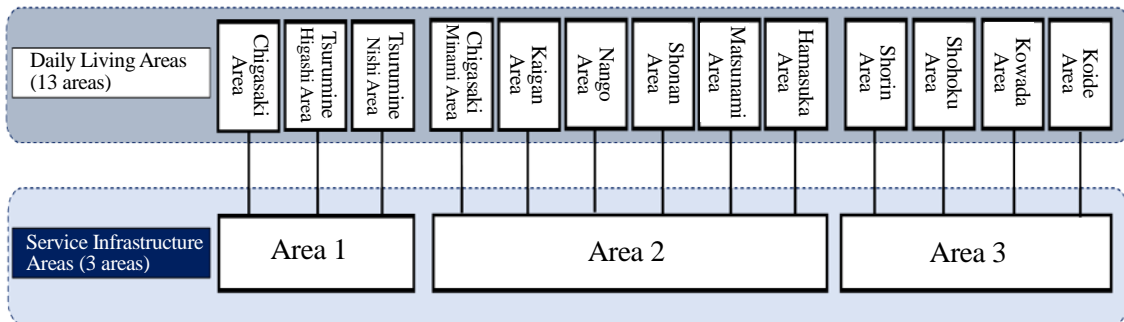 Daily Living Areas
(13 areas)
Chigasaki
Area
Tsurumine
Higashi Area
Tsurumine
Nishi Area
Chigasaki
Minami Area
Kaigan
Area
Nango
Area
Shonan
Area
Matsunami
Area
Hamasuka
Area
Shorin
Area
Shohoku
Area
Kowada
Area
Koide
Area
Service Infrastructure
Areas (3 areas)
Area 1
Area 2
Area 3